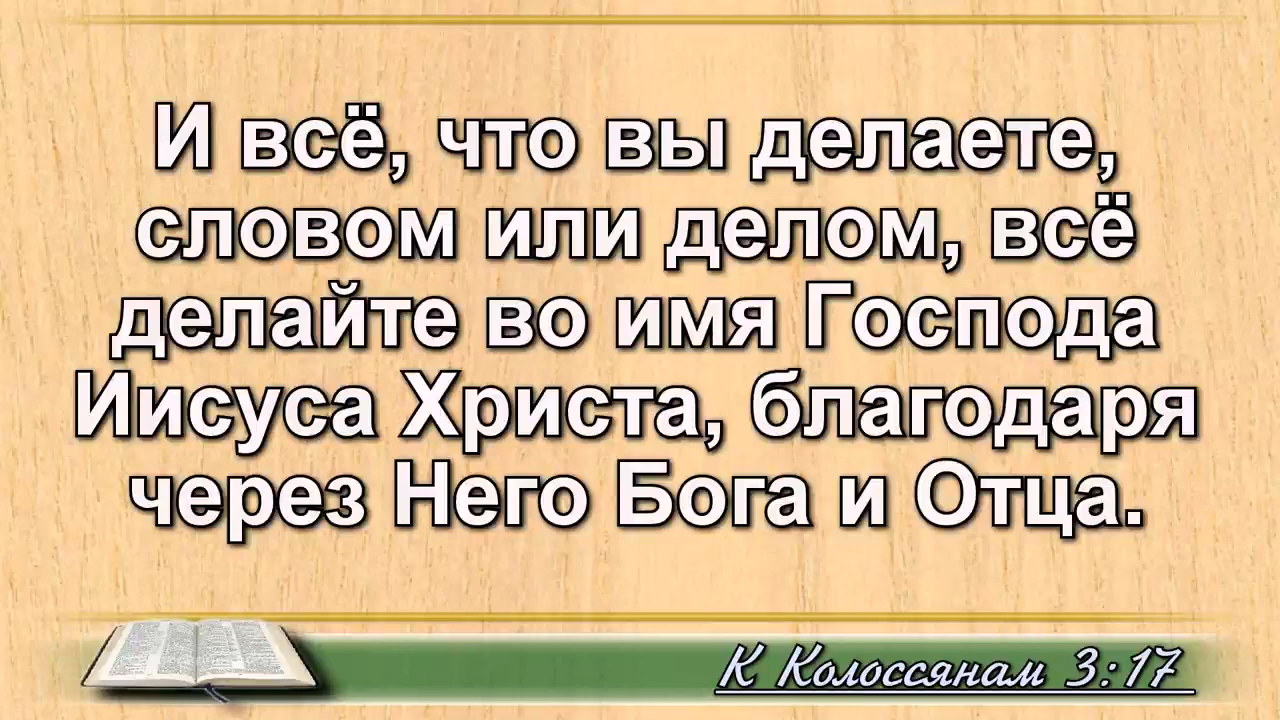 И всё, что вы делаете,
словом или делом, всё
делайте во имя Господа
Иисуса Христа, благодаря
через Него Бога и Отца.
К Колоссянам 3:17